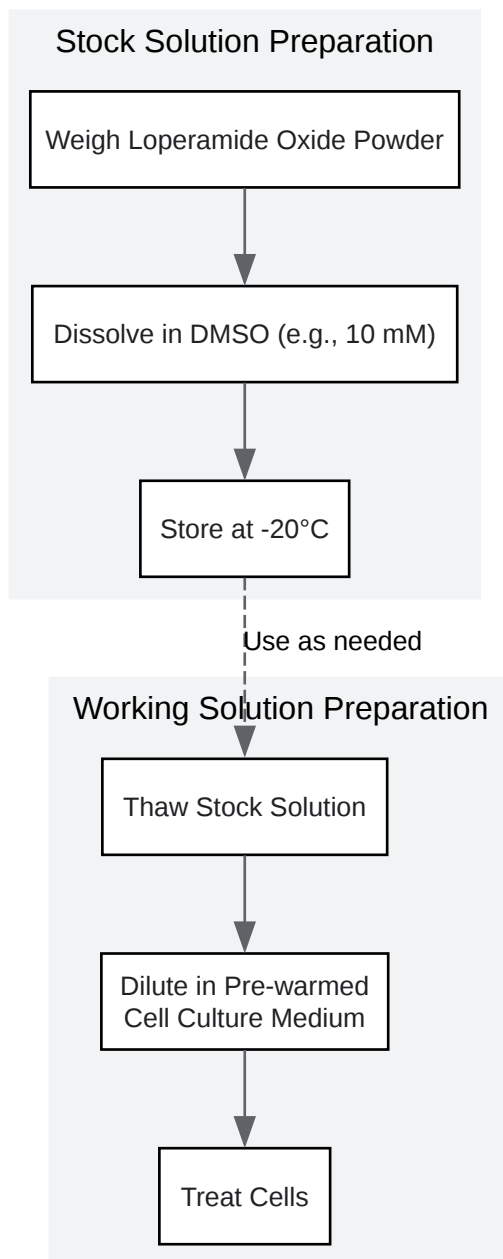 Stock Solution Preparation
Weigh Loperamide Oxide Powder
Dissolve in DMSO (e.g., 10 mM)
Store at -20°C
Use as needed
Working Solution Preparation
Thaw Stock Solution
Dilute in Pre-warmed
Cell Culture Medium
Treat Cells